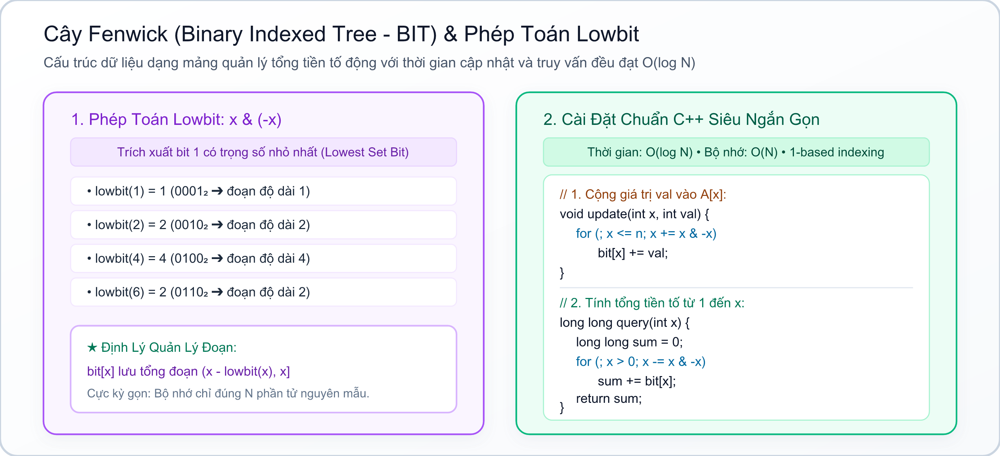 Cây Fenwick (Binary Indexed Tree - BIT) & Phép Toán Lowbit
Cấu trúc dữ liệu dạng mảng quản lý tổng tiền tố động với thời gian cập nhật và truy vấn đều đạt O(log N)
1. Phép Toán Lowbit: x & (-x)
Trích xuất bit 1 có trọng số nhỏ nhất (Lowest Set Bit)
• lowbit(1) = 1 (0001₂ ➔ đoạn độ dài 1)
• lowbit(2) = 2 (0010₂ ➔ đoạn độ dài 2)
• lowbit(4) = 4 (0100₂ ➔ đoạn độ dài 4)
• lowbit(6) = 2 (0110₂ ➔ đoạn độ dài 2)
★ Định Lý Quản Lý Đoạn:
bit[x] lưu tổng đoạn (x - lowbit(x), x]
Cực kỳ gọn: Bộ nhớ chỉ đúng N phần tử nguyên mẫu.
2. Cài Đặt Chuẩn C++ Siêu Ngắn Gọn
Thời gian: O(log N) • Bộ nhớ: O(N) • 1-based indexing
// 1. Cộng giá trị val vào A[x]:
void update(int x, int val) {
for (; x <= n; x += x & -x)
bit[x] += val;
}
// 2. Tính tổng tiền tố từ 1 đến x:
long long query(int x) {
long long sum = 0;
for (; x > 0; x -= x & -x)
sum += bit[x];
return sum;
}